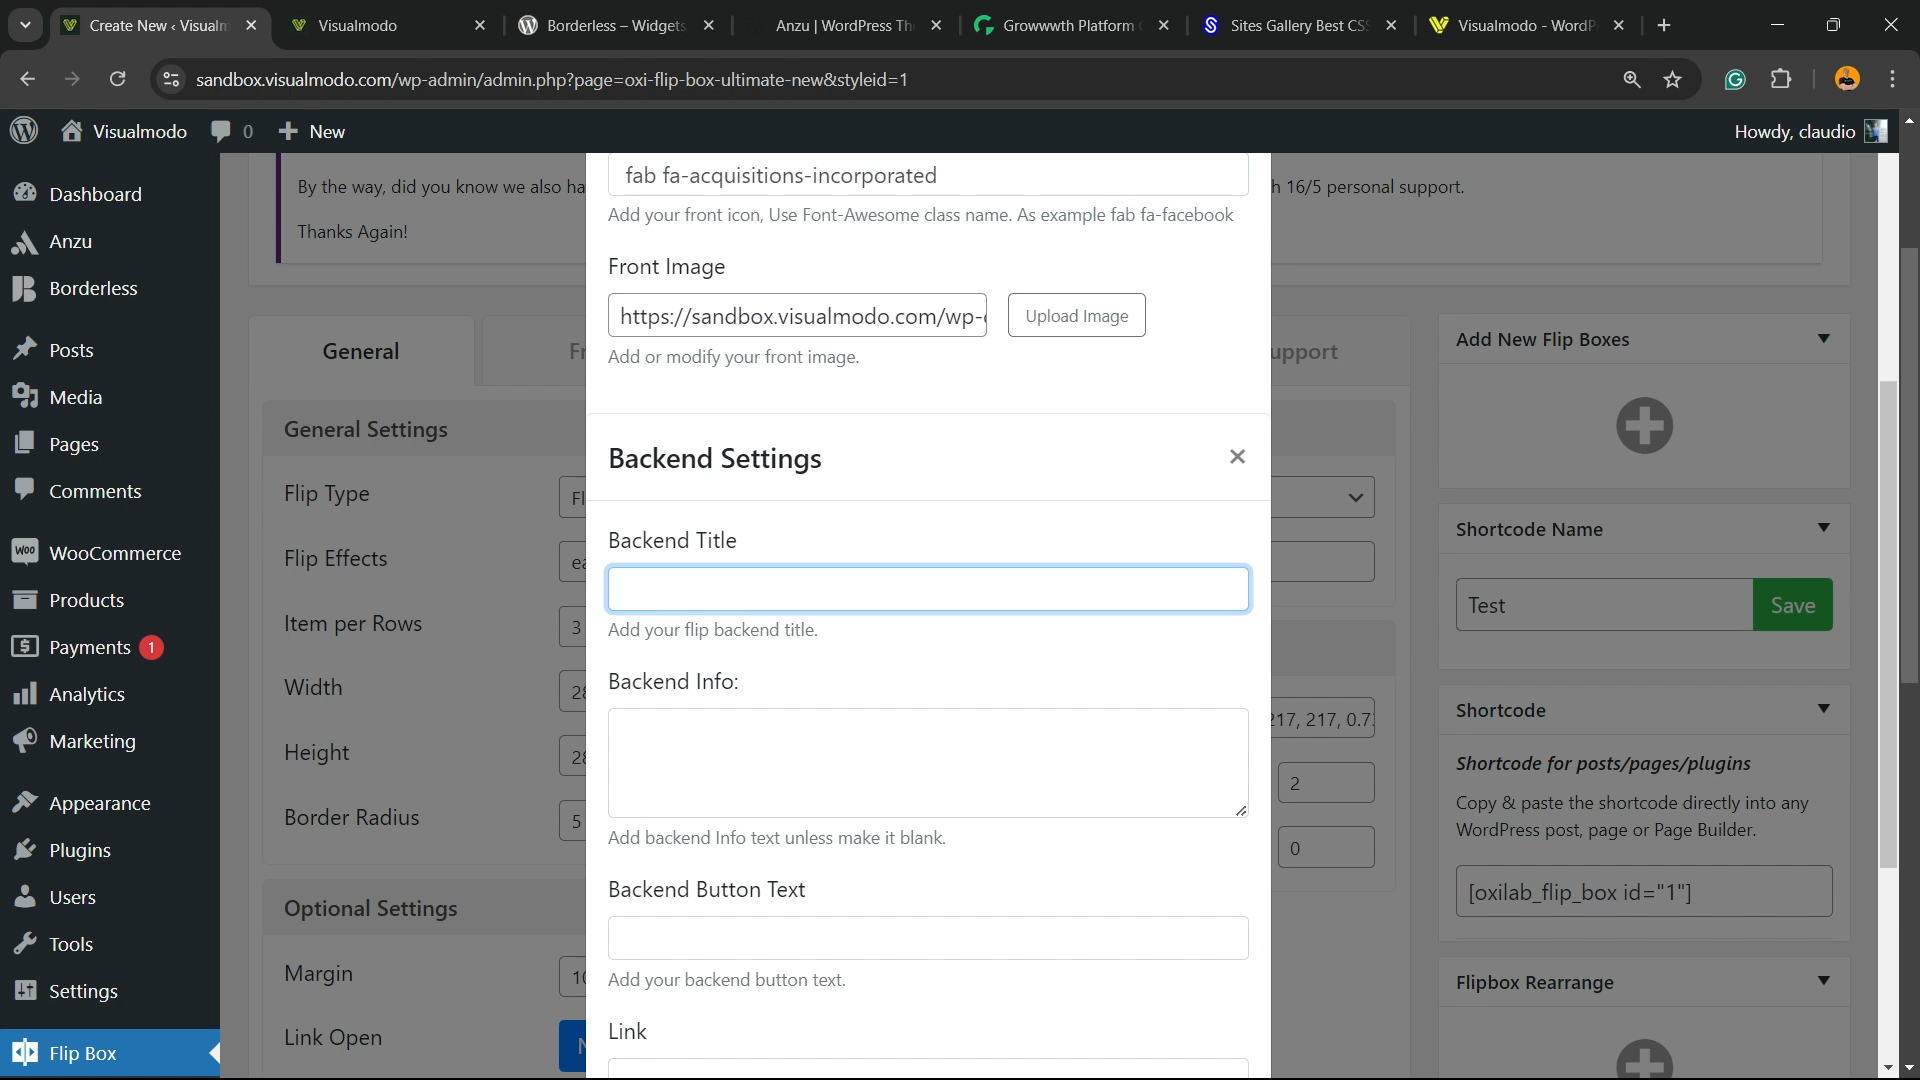 Create New ‹ Visualm
Visualmodo
Borderless – Widgets
Anzu | WordPress Th
Growwwth Platform
Sites Gallery Best CSS
Visualmodo - WordP
sandbox.visualmodo.com/wp-admin/admin.php?page=oxi-flip-box-ultimate-new&styleid=1
Visualmodo
0
New
Howdy, claudio
Dashboard
Anzu
Borderless
Posts
Media
Pages
Comments
WooCommerce
Products
Payments 1
Analytics
Marketing
Appearance
Plugins
Users
Tools
Settings
Flip Box
By the way, did you know we also ha
h 16/5 personal support.
Thanks Again!
General
Fr
upport
General Settings
Flip Type
Fl
Flip Effects
ea
Item per Rows
3
Width
28
Height
28
Border Radius
5
Optional Settings
Margin
10
Link Open
N
fab fa-acquisitions-incorporated
Add your front icon, Use Font-Awesome class name. As example fab fa-facebook
Front Image
https://sandbox.visualmodo.com/wp-c
Upload Image
Add or modify your front image.
Backend Settings
Backend Title
Add your flip backend title.
Backend Info:
Add backend Info text unless make it blank.
Backend Button Text
Add your backend button text.
Link
217, 217, 0.7
2
0
Add New Flip Boxes
Shortcode Name
Test
Save
Shortcode
Shortcode for posts/pages/plugins
Copy & paste the shortcode directly into any
WordPress post, page or Page Builder.
[oxilab_flip_box id="1"]
Flipbox Rearrange